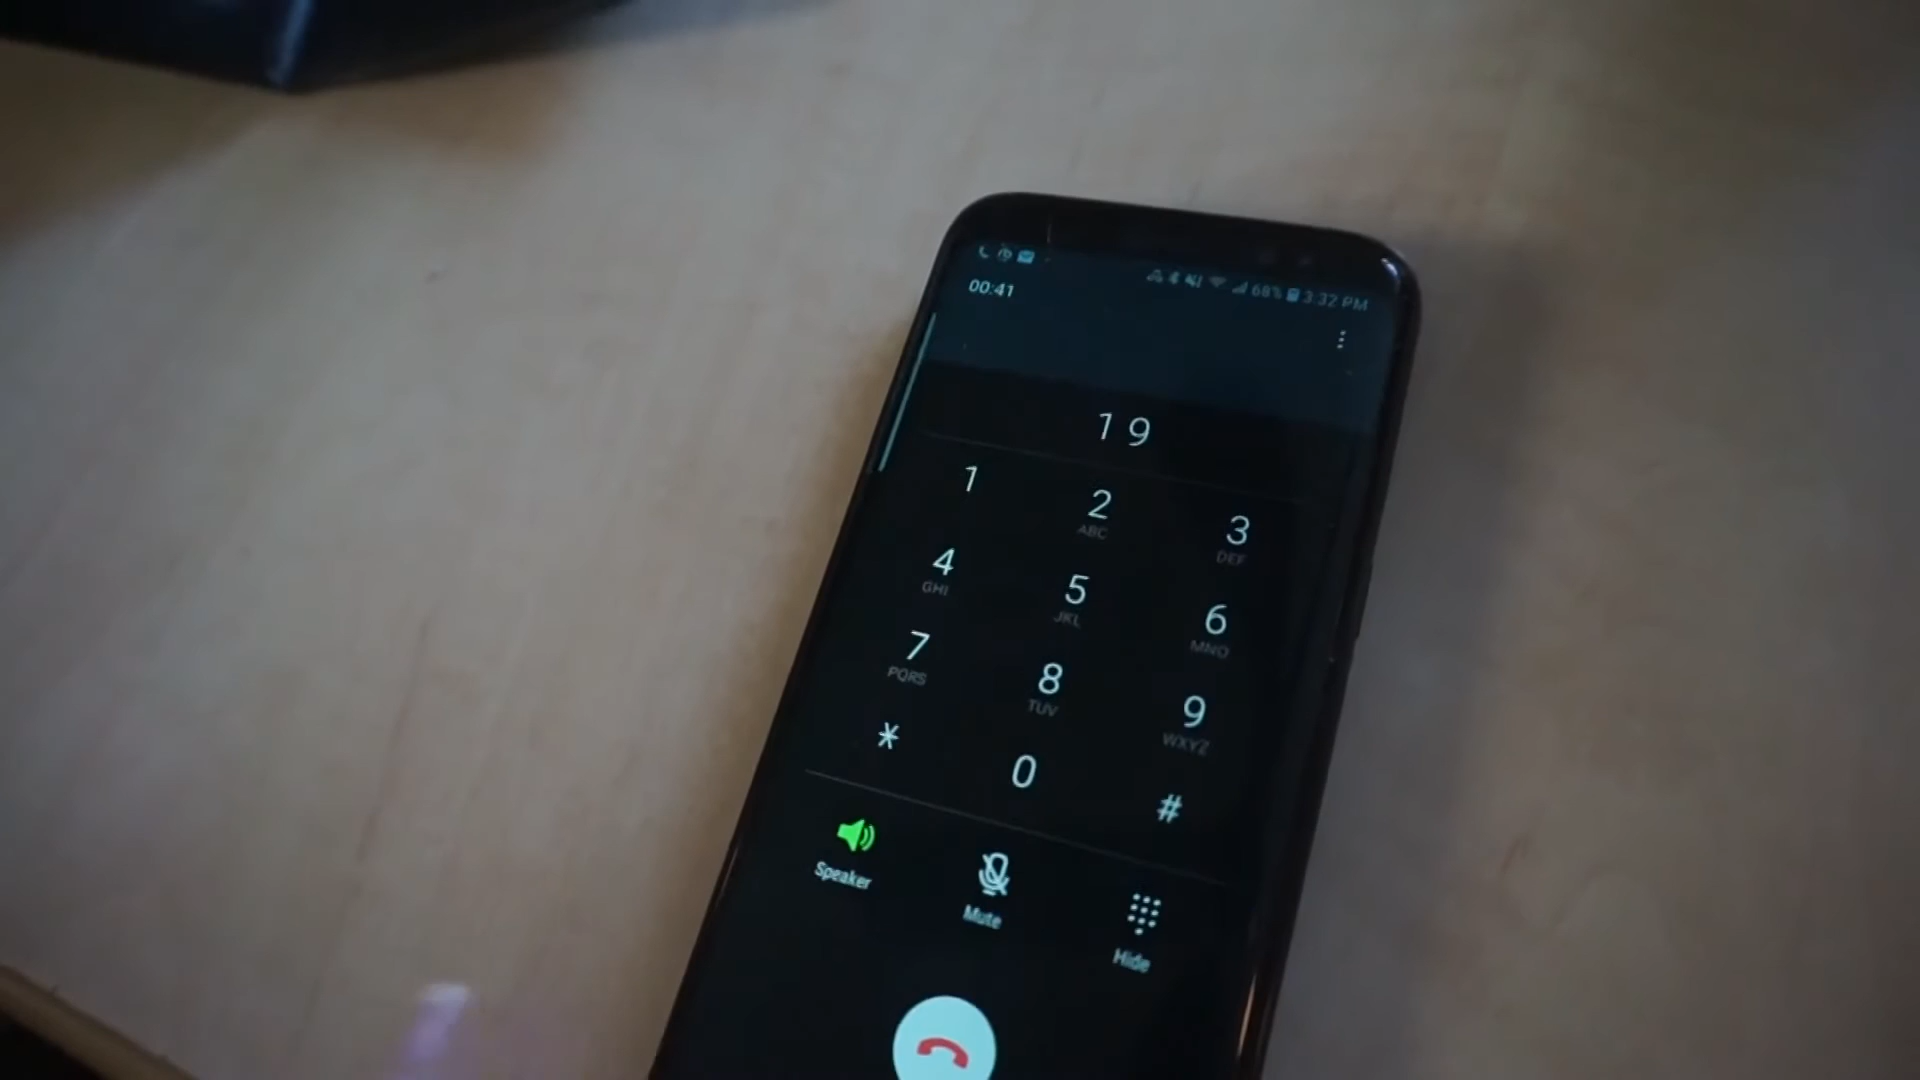 68% 3:32 PM
00:41
19
1
2
ABC
3
DEF
4
GHI
5
JKL
6
MNO
7
PQRS
8
TUV
9
WXYZ
*
0
#
Speaker
Mute
Hide